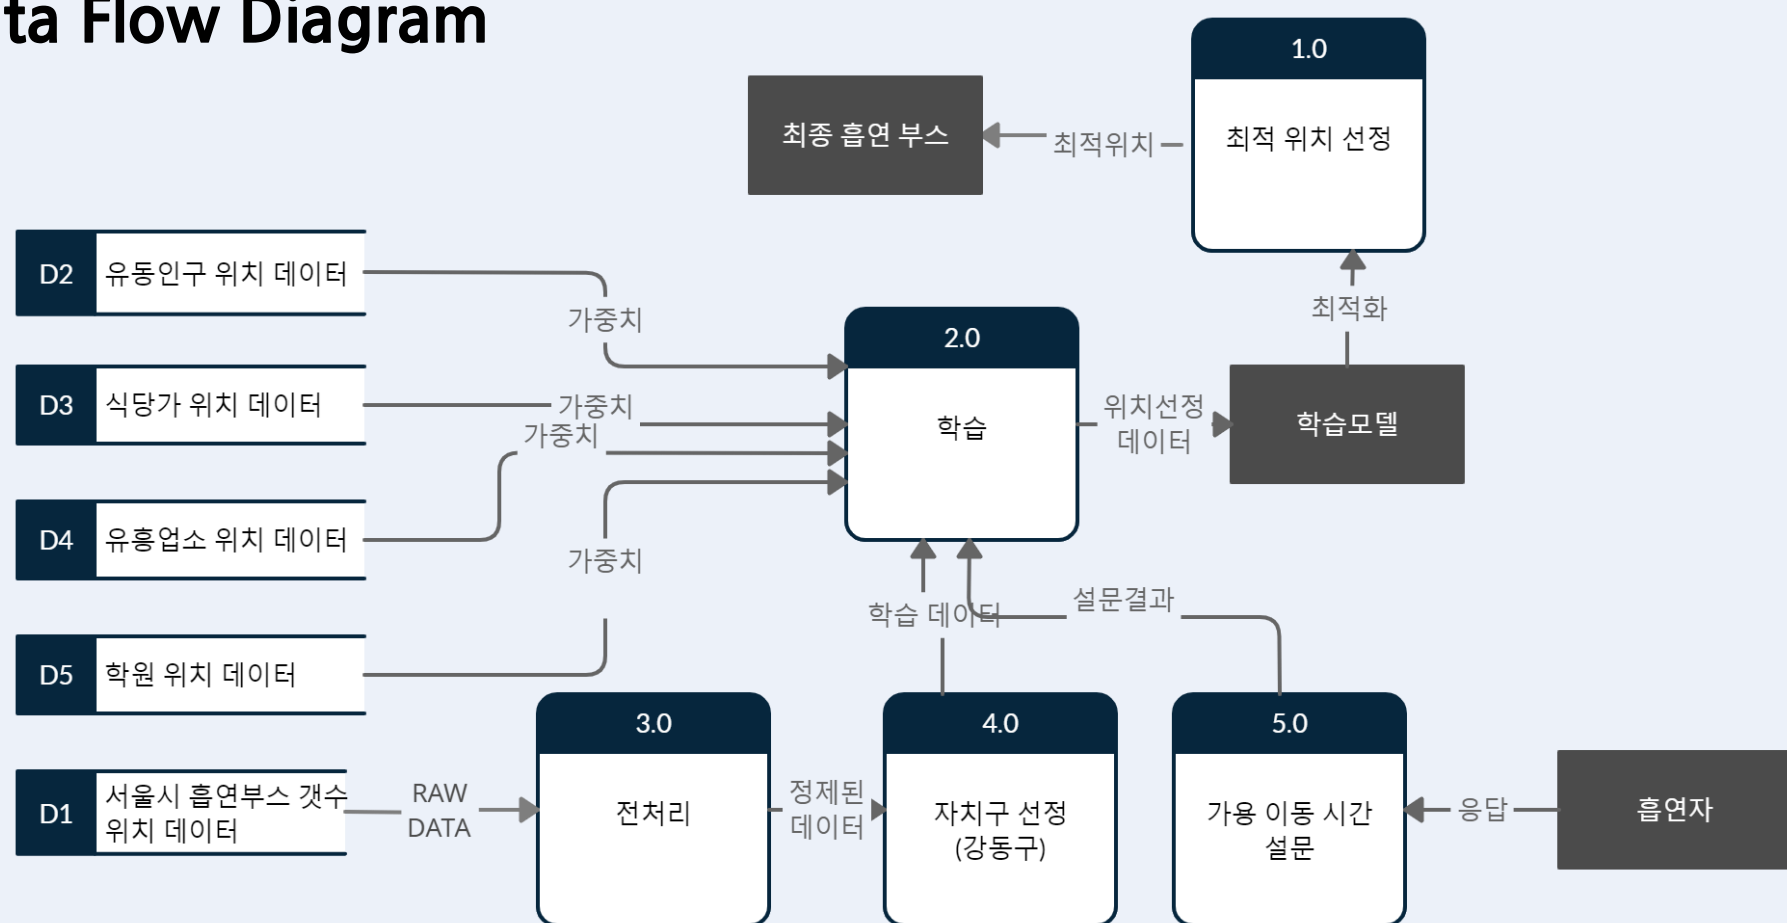 ta Flow Diagram
1.0
최적 위치 선정
최종 흡연 부스
최적위치
D2
유동인구 위치 데이터
가중치
최적화
2.0
학습
D3
식당가 위치 데이터
가중치
가중치
위치선정
데이터
학습모델
D4
유흥업소 위치 데이터
가중치
학습 데이터
설문결과
D5
학원 위치 데이터
3.0
전처리
4.0
자치구 선정
(강동구)
5.0
가용 이동 시간
설문
D1
서울시 흡연부스 갯수
위치 데이터
RAW
DATA
정제된
데이터
응답
흡연자